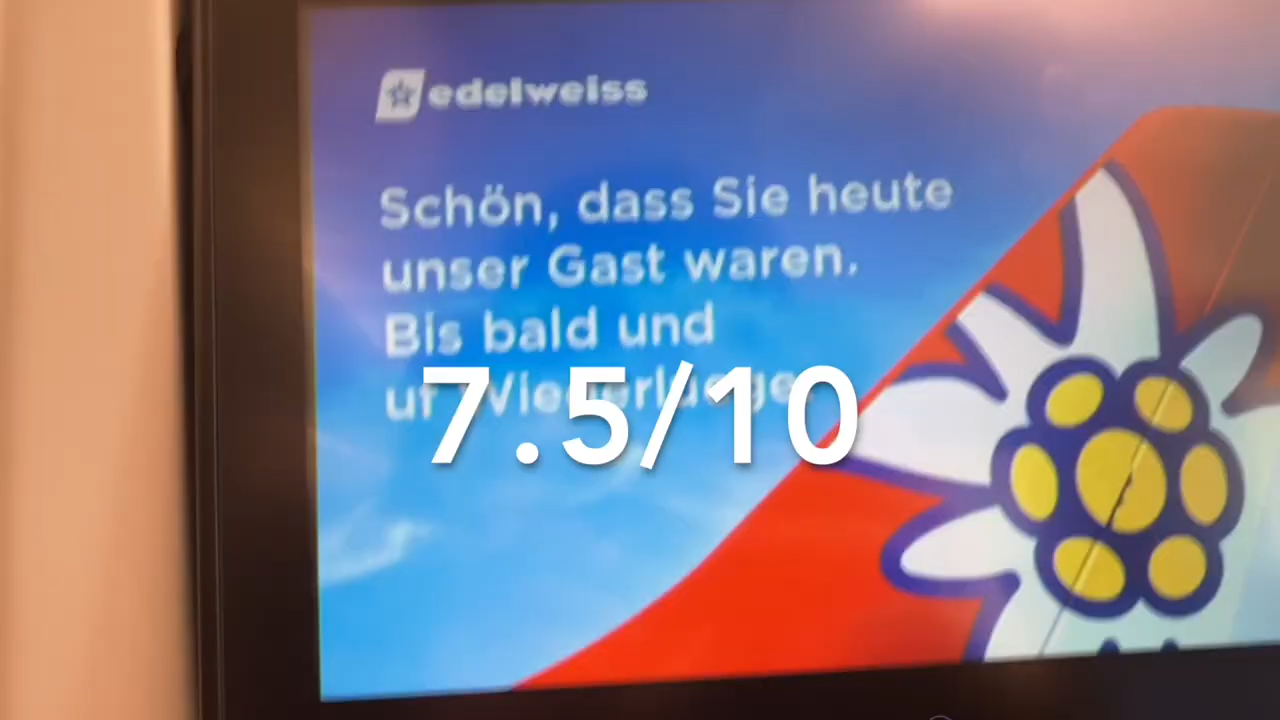 edelweiss
Schön, dass Sie heute
unser Gast waren.
Bis bald und
7.5/10